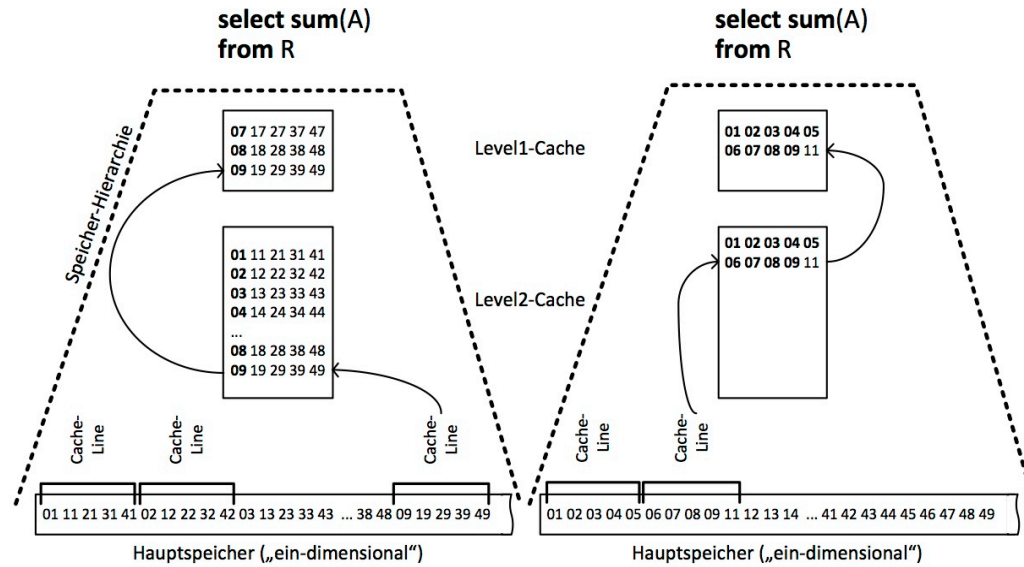 select sum(A)
from R
select sum(A)
from R
Speicher-Hierarchie
07 17 27 37 47
08 18 28 38 48
09 19 29 39 49
Level1-Cache
01 02 03 04 05
06 07 08 09 11
01 11 21 31 41
02 12 22 32 42
03 13 23 33 43
04 14 24 34 44
...
08 18 28 38 48
09 19 29 39 49
Level2-Cache
01 02 03 04 05
06 07 08 09 11
Cache-
Line
Cache-
Line
Cache-
Line
Cache-
Line
Cache-
Line
01 11 21 31 41 02 12 22 32 42 03 13 23 33 43 ... 38 48 09 19 29 39 49
01 02 03 04 05 06 07 08 09 11 12 13 14 ... 41 42 43 44 45 46 47 48 49
Hauptspeicher („ein-dimensional“)
Hauptspeicher („ein-dimensional“)